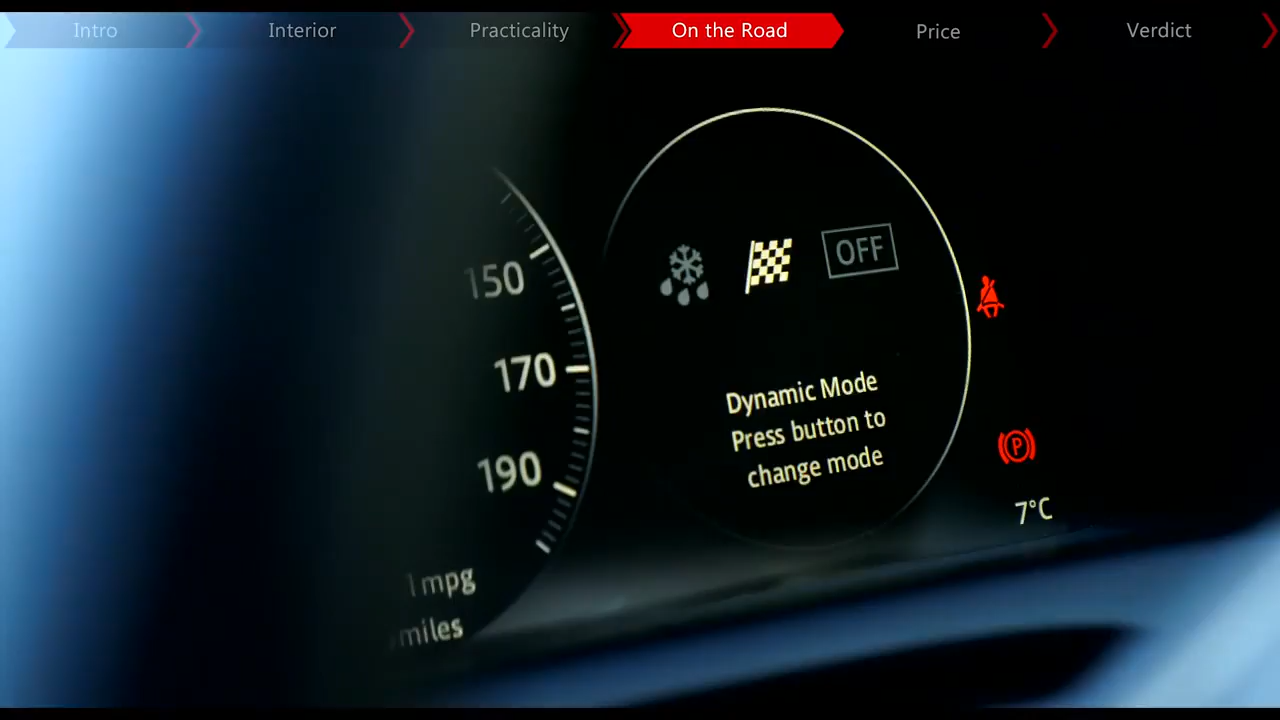 Intro
Interior
Practicality
On the Road
Price
Verdict
OFF
150
170
190
Dynamic Mode
Press button to
change mode
P
7°C
mpg
miles